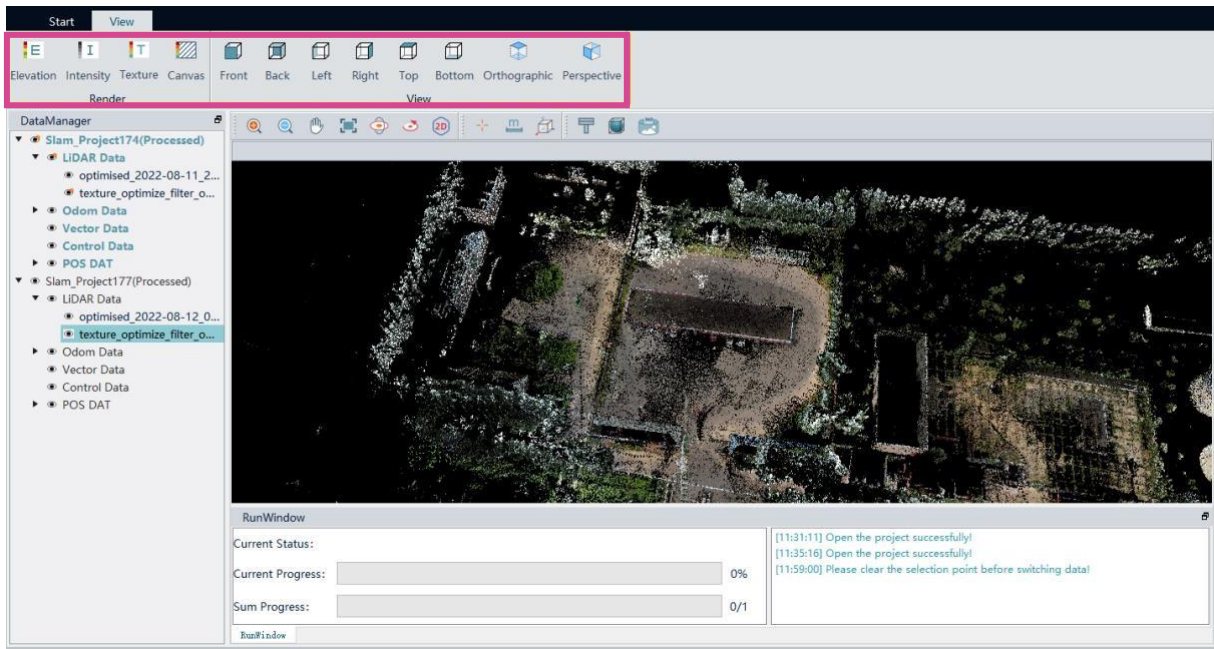 Start View
E I T
Elevation Intensity Texture Canvas Front Back Left Right Top Bottom Orthographic Perspective
Render View
DataManager
Slam_Project174(Processed)
LiDAR Data
optimised_2022-08-11_2...
texture_optimize_filter_o...
Odom Data
Vector Data
Control Data
POS DAT
Slam_Project177(Processed)
LiDAR Data
optimised_2022-08-12_0...
texture_optimize_filter_o...
Odom Data
Vector Data
Control Data
POS DAT
2D m
RunWindow
Current Status:
Current Progress: 0%
Sum Progress: 0/1
[11:31:11] Open the project successfully!
[11:35:16] Open the project successfully!
[11:59:00] Please clear the selection point before switching data!
RunWindow